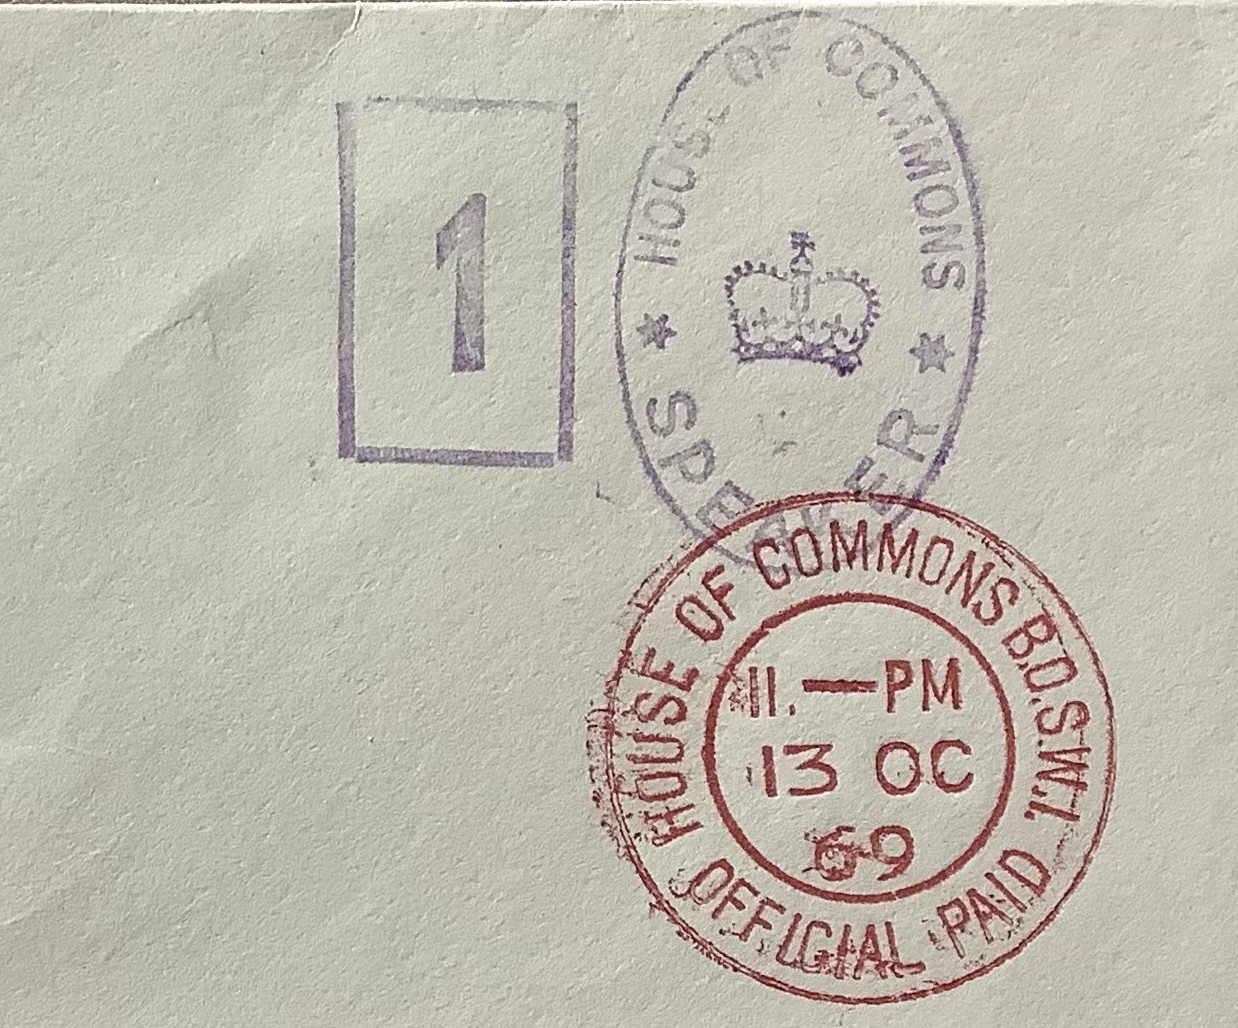 1
HOUSE OF COMMONS
SPEAKER
HOUSE OF COMMONS B.O.S.W.1.
11.—PM
13 OC
69
OFFICIAL PAID